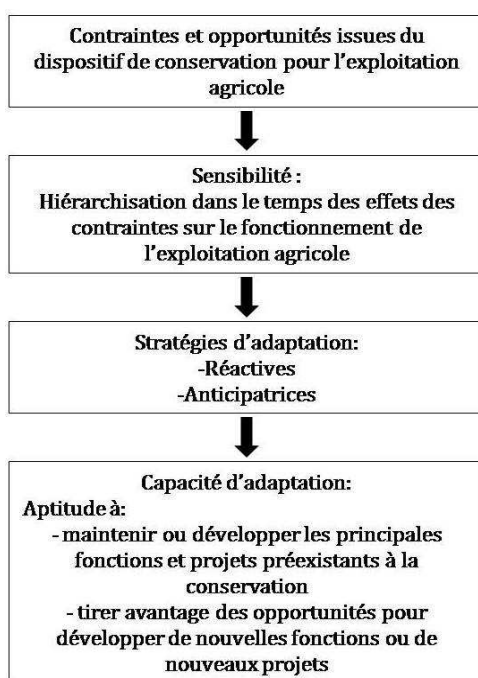 Contraintes et opportunités issues du
dispositif de conservation pour l'exploitation
agricole
Sensibilité :
Hiérarchisation dans le temps des effets des
contraintes sur le fonctionnement de
l'exploitation agricole
Stratégies d'adaptation:
-Réactives
-Anticipatrices
Capacité d'adaptation:
Aptitude à:
- maintenir ou développer les principales
fonctions et projets préexistants à la
conservation
- tirer avantage des opportunités pour
développer de nouvelles fonctions ou de
nouveaux projets